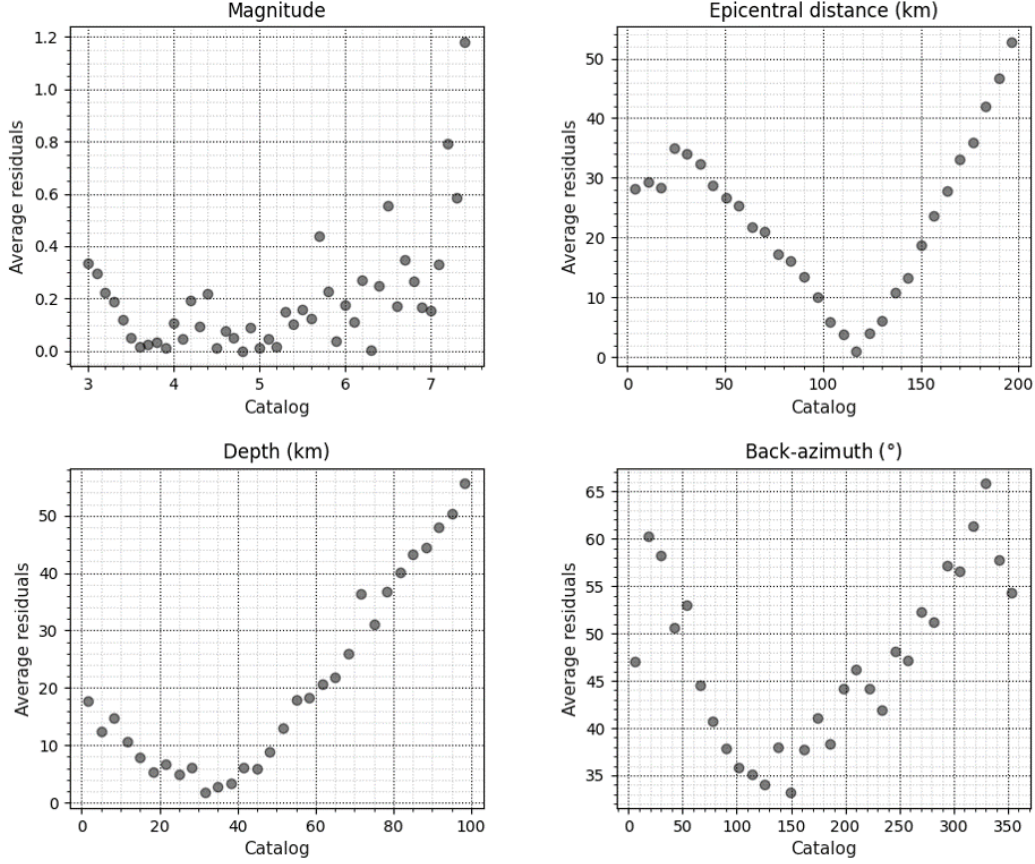 Magnitude
Average residuals
1.2
1.0
0.8
0.6
0.4
0.2
0.0
3 4 5 6 7
Catalog
Epicentral distance (km)
Average residuals
50
40
30
20
10
0
0 50 100 150 200
Catalog
Depth (km)
Average residuals
50
40
30
20
10
0
0 20 40 60 80 100
Catalog
Back-azimuth (°)
Average residuals
65
60
55
50
45
40
35
0 50 100 150 200 250 300 350
Catalog